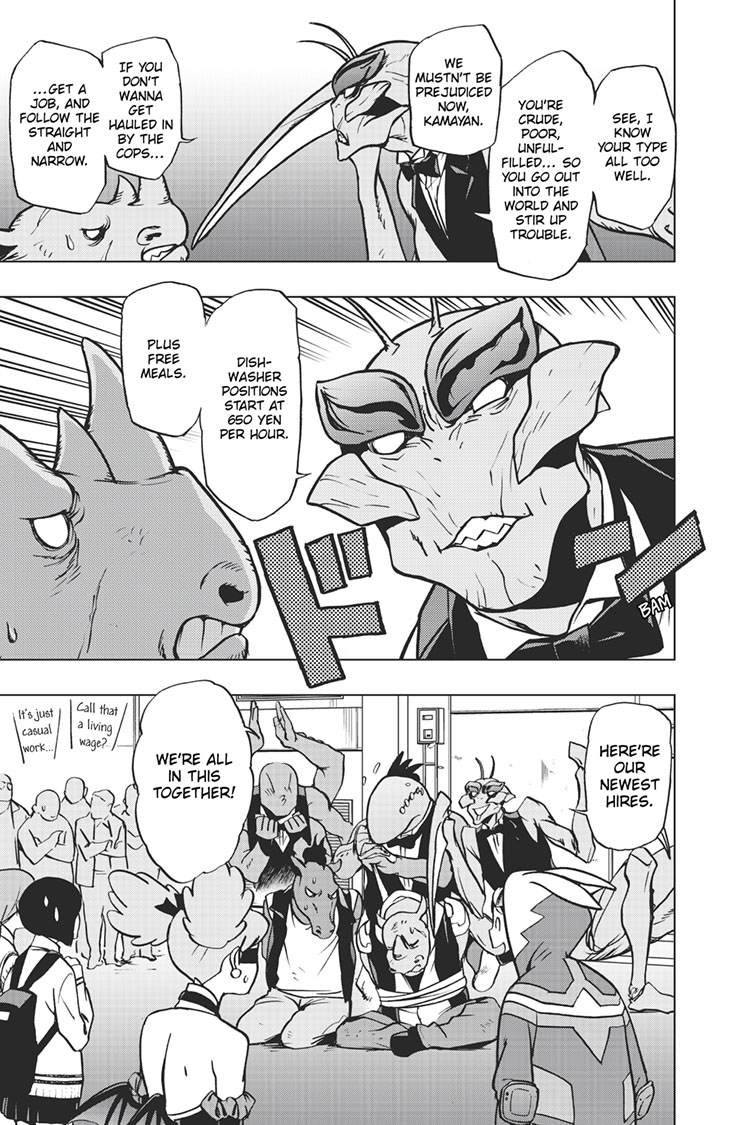 SEE, I
KNOW
YOUR TYPE
ALL TOO
WELL.
YOU'RE
CRUDE,
POOR,
UNFUL-
FILLED... SO
YOU GO OUT
INTO THE
WORLD AND
STIR UP
TROUBLE.
WE
MUSTN'T BE
PREJUDICED
NOW,
KAMAYAN.
IF YOU
DON'T
WANNA
GET
HAULED IN
BY THE
COPS...
...GET A
JOB, AND
FOLLOW THE
STRAIGHT
AND
NARROW.
DISH-
WASHER
POSITIONS
START AT
650 YEN
PER HOUR.
PLUS
FREE
MEALS.
ドン
BAM
HERE'RE
OUR
NEWEST
HIRES.
WE'RE ALL
IN THIS
TOGETHER!
Call that
a living
wage?
It's just
casual
work...